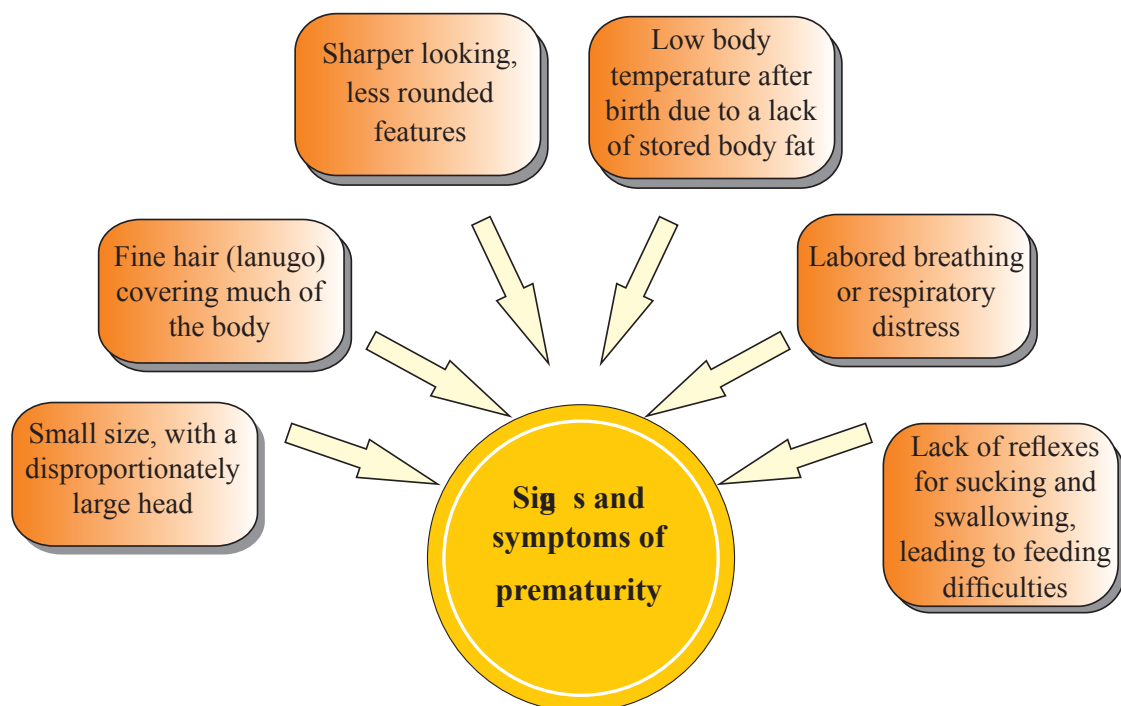 Sharper looking,
less rounded
features
Low body
temperature after
birth due to a lack
of stored body fat
Fine hair (lanugo)
covering much of
the body
Labored breathing
or respiratory
distress
Small size, with a
disproportionately
large head
Lack of reflexes
for sucking and
swallowing,
leading to feeding
difficulties
Signs and
symptoms of
prematurity